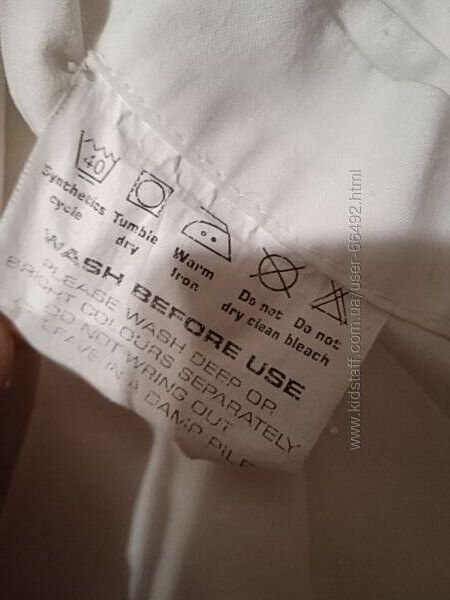 40
Synthetics cycle
Tumble dry
Warm Iron
Do not dry clean
Do not bleach
WASH BEFORE USE
PLEASE WASH DEEP OR
BRIGHT COLOURS SEPARATELY
DO NOT WRING OUT
LEAVE IN A DAMP PILE
www.kidstaff.com.ua/user-66492.html